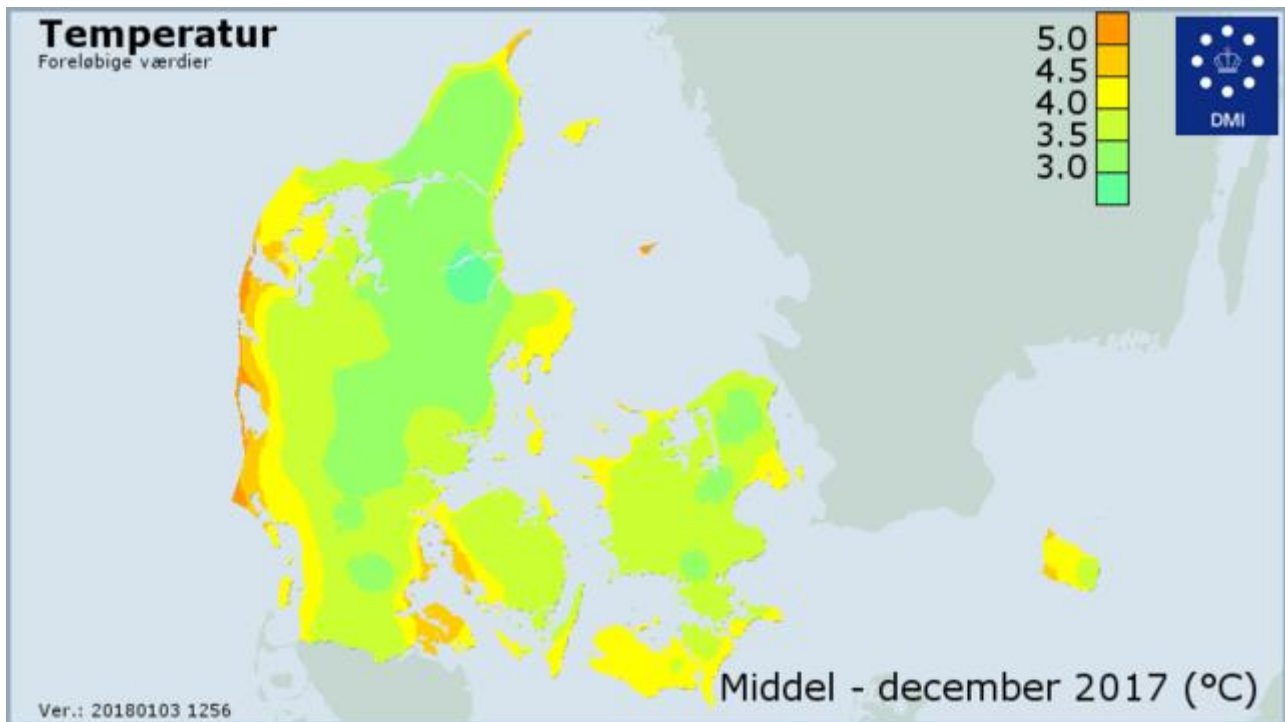 Temperatur
Foreløbige værdier
5.0
4.5
4.0
3.5
3.0
DMI
Middel - december 2017 (°C)
Ver.: 20180103 1256